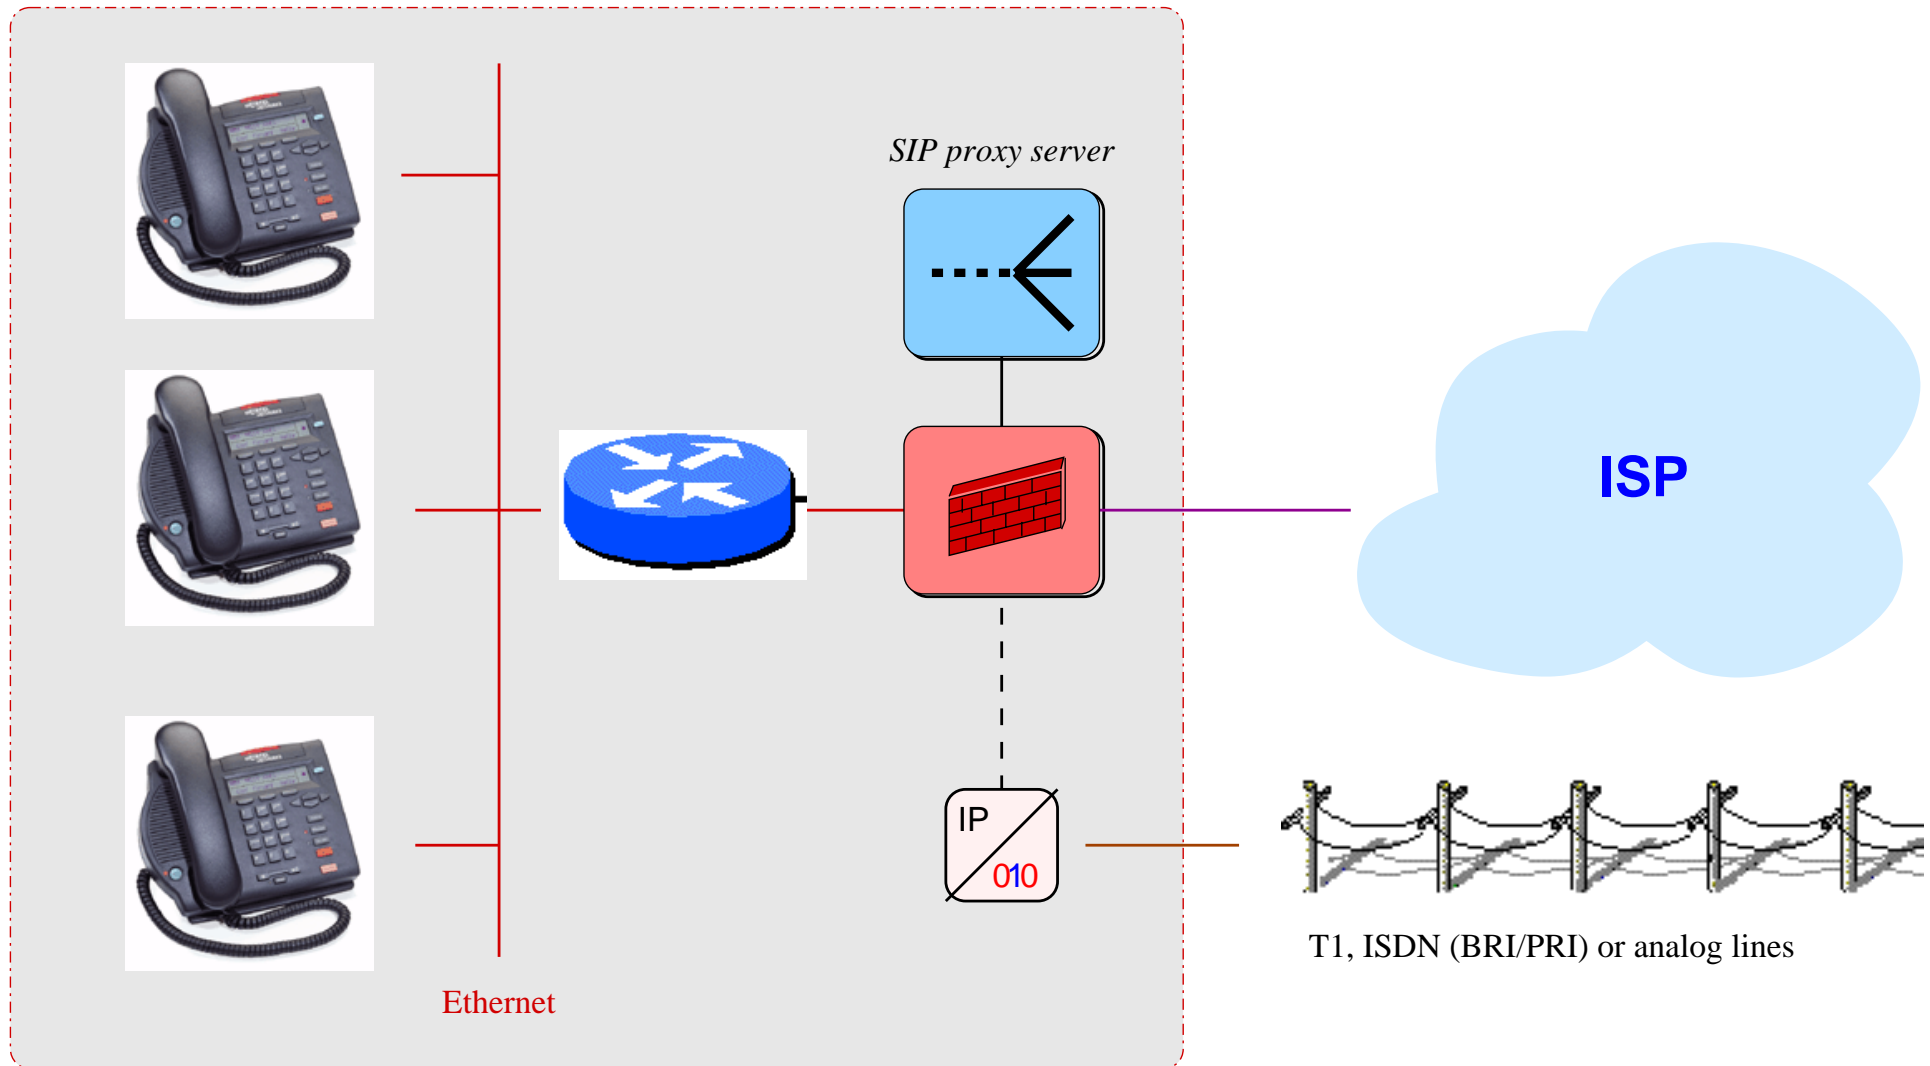 SIP proxy server
ISP
IP
010
T1, ISDN (BRI/PRI) or analog lines
Ethernet